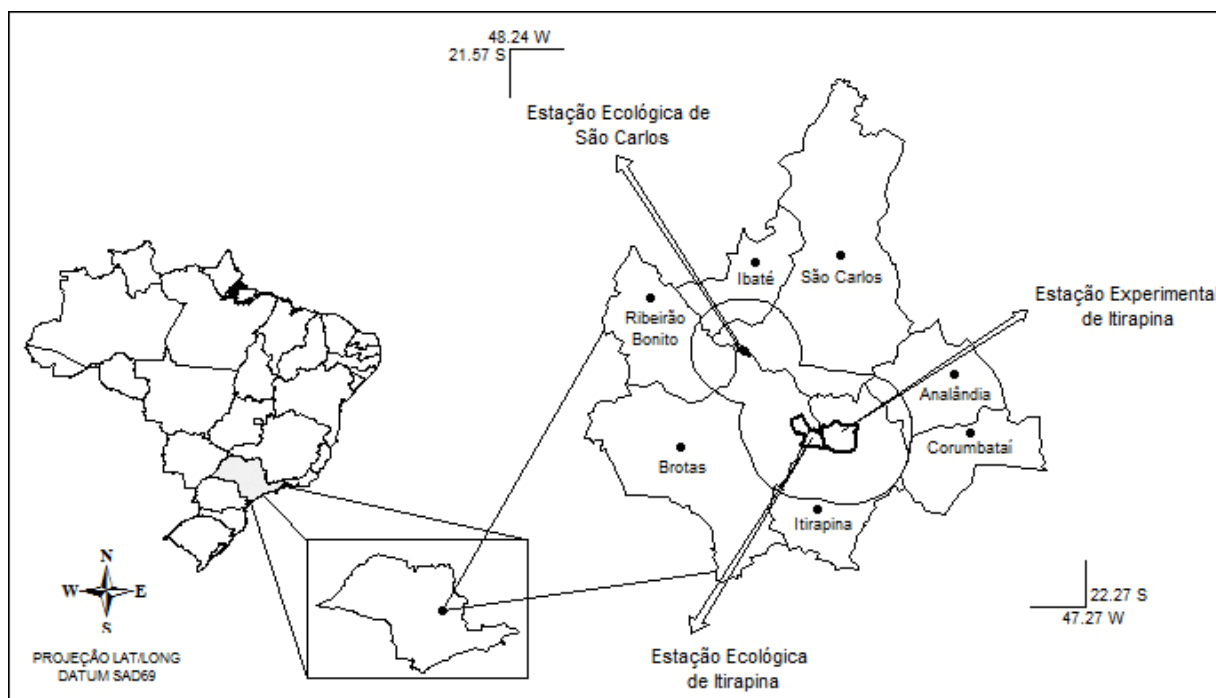 48.24 W
21.57 S
Estação Ecológica de
São Carlos
Ibaté
São Carlos
Ribeirão
Bonito
Estação Experimental
de Itirapina
Analândia
Corumbataí
Brotas
Itirapina
N
W
E
S
PROJEÇÃO LAT/LONG
DATUM SAD69
22.27 S
47.27 W
Estação Ecológica
de Itirapina